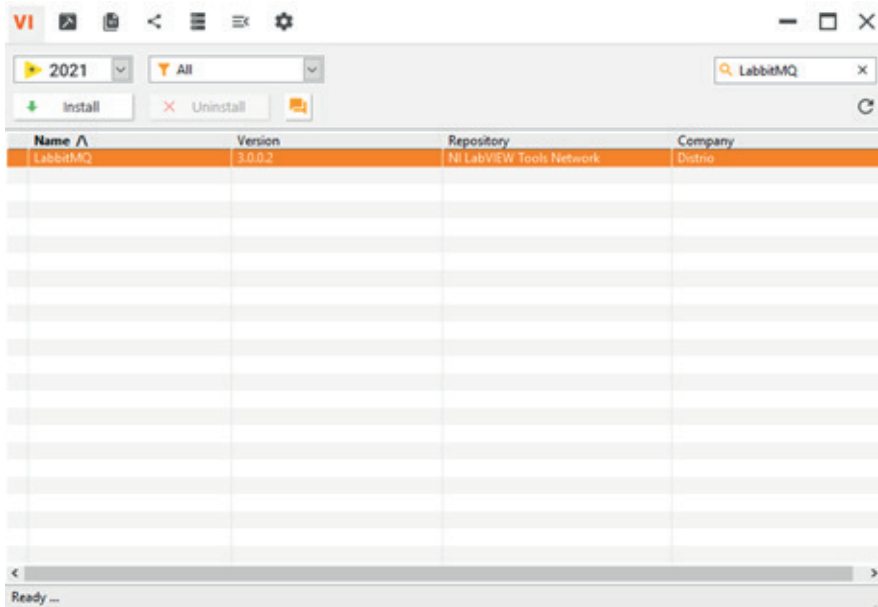 VI
2021 All LabbitMQ
Install Uninstall
Name Version Repository Company
LabbitMQ 3.0.0.2 NI LabVIEW Tools Network Distrio
Ready ...